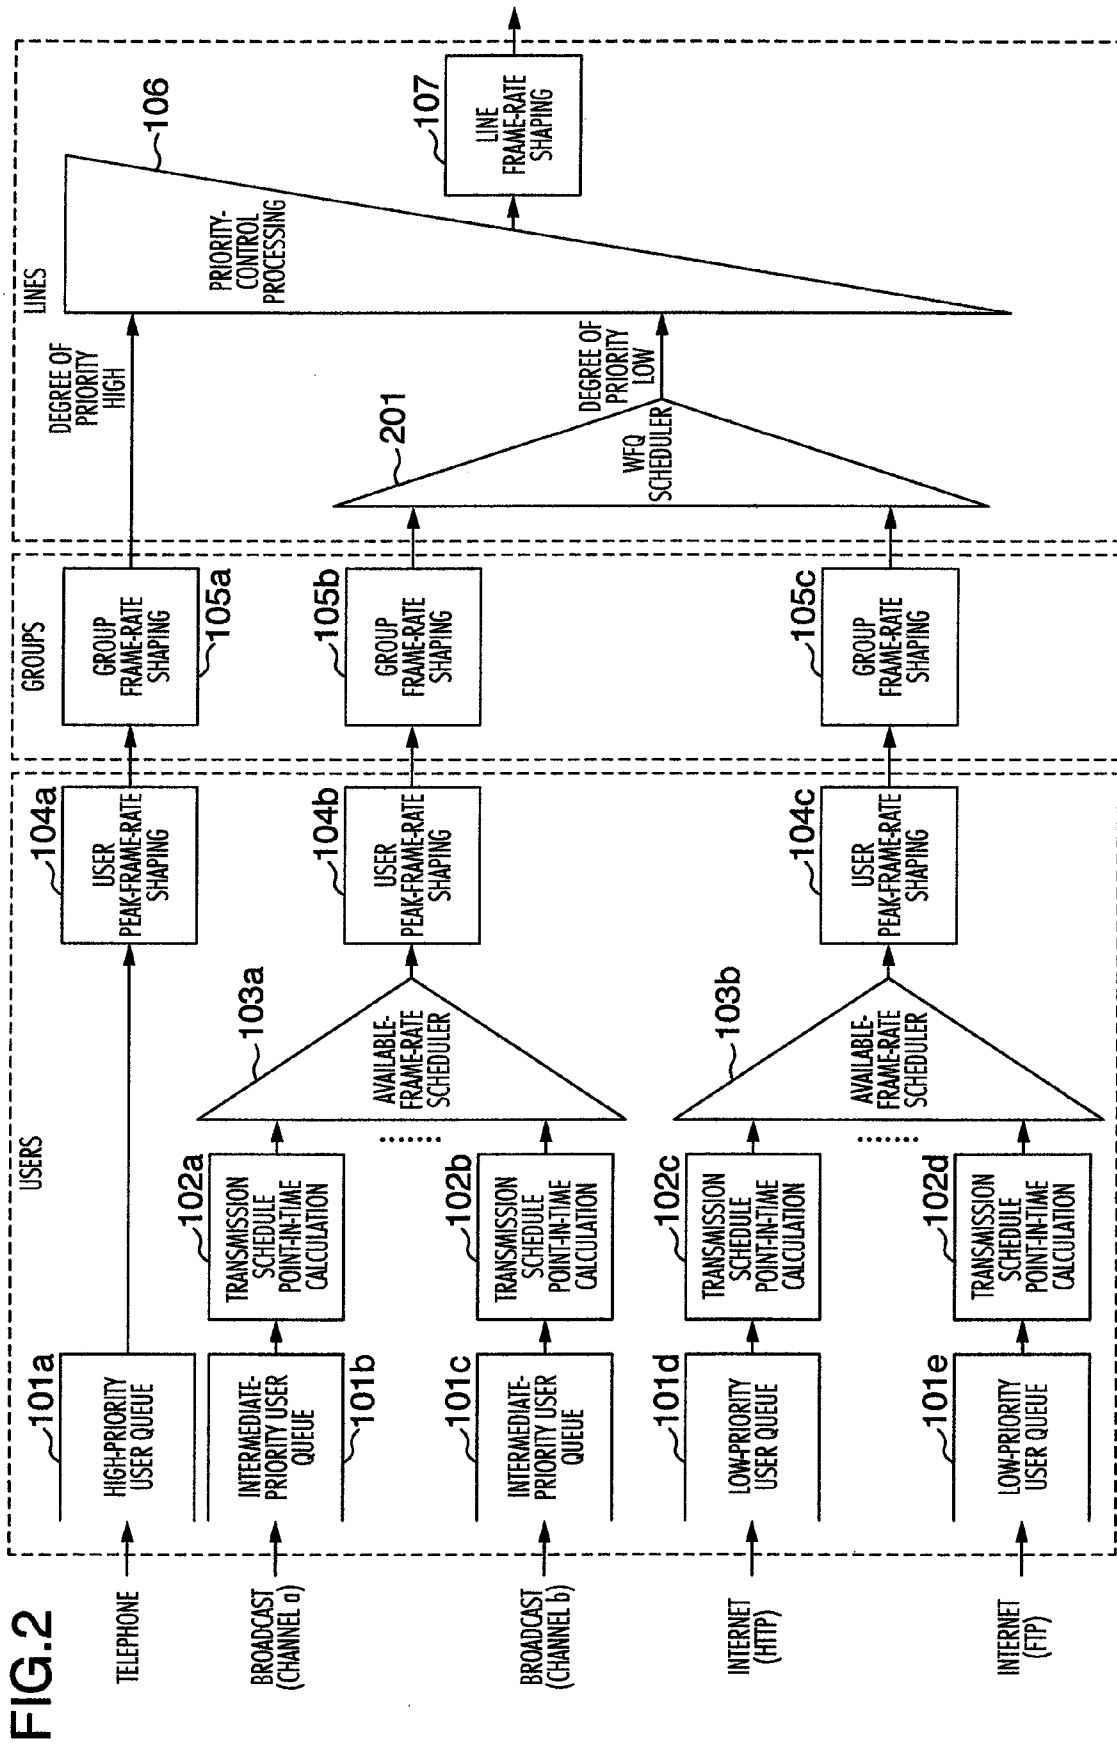 FIG.2
USERS
GROUPS
LINES
TELEPHONE
101a
HIGH-PRIORITY
USER QUEUE
104a
USER
PEAK-FRAME-RATE
SHAPING
GROUP
FRAME-RATE
SHAPING
105a
DEGREE OF
PRIORITY
HIGH
PRIORITY-
CONTROL
PROCESSING
106
BROADCAST
(CHANNEL a)
INTERMEDIATE-
PRIORITY USER
QUEUE
101b
102a
TRANSMISSION
SCHEDULE
POINT-IN-TIME
CALCULATION
103a
AVAILABLE-
FRAME-RATE
SCHEDULER
104b
USER
PEAK-FRAME-RATE
SHAPING
105b
GROUP
FRAME-RATE
SHAPING
201
WFQ
SCHEDULER
DEGREE OF
PRIORITY
LOW
107
LINE
FRAME-RATE
SHAPING
BROADCAST
(CHANNEL b)
101c
INTERMEDIATE-
PRIORITY USER
QUEUE
102b
TRANSMISSION
SCHEDULE
POINT-IN-TIME
CALCULATION
INTERNET
(HTTP)
101d
LOW-PRIORITY
USER QUEUE
102c
TRANSMISSION
SCHEDULE
POINT-IN-TIME
CALCULATION
103b
AVAILABLE-
FRAME-RATE
SCHEDULER
104c
USER
PEAK-FRAME-RATE
SHAPING
105c
GROUP
FRAME-RATE
SHAPING
INTERNET
(FTP)
101e
LOW-PRIORITY
USER QUEUE
102d
TRANSMISSION
SCHEDULE
POINT-IN-TIME
CALCULATION